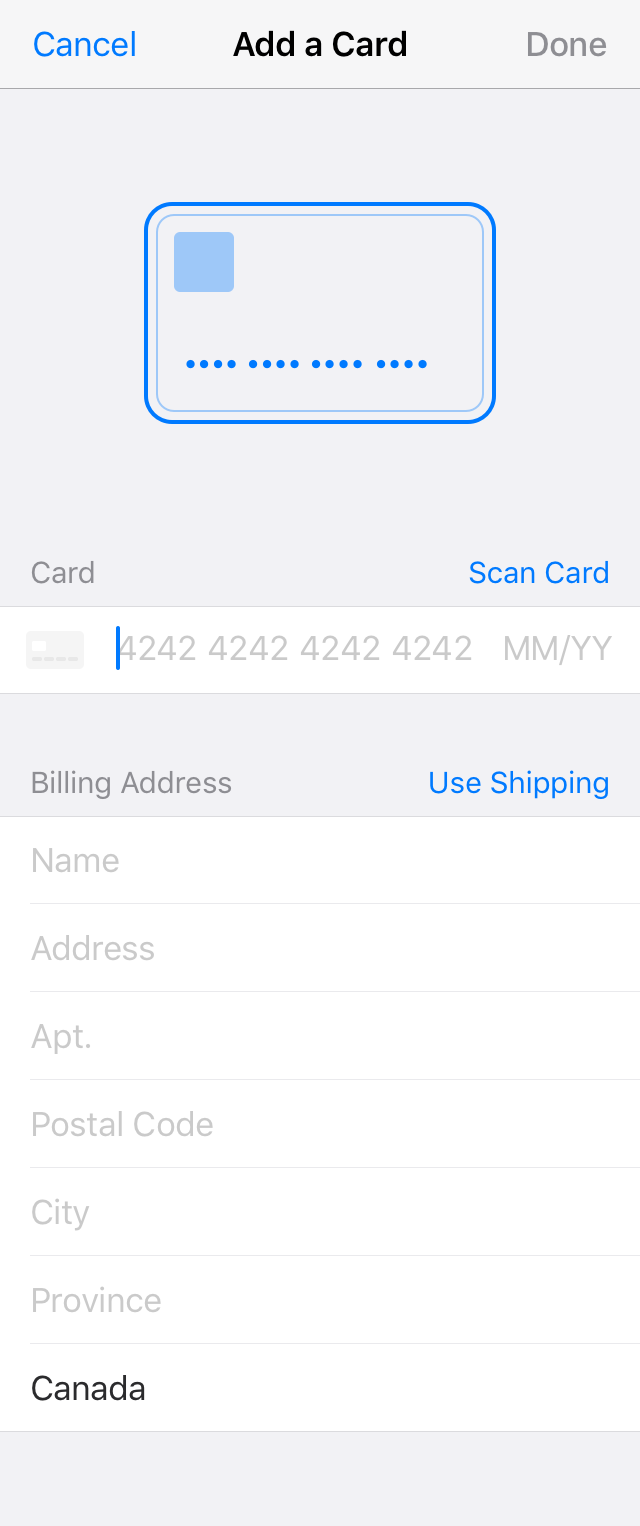 Cancel Add a Card Done
Card Scan Card
4242 4242 4242 4242 MM/YY
Billing Address Use Shipping
Name
Address
Apt.
Postal Code
City
Province
Canada